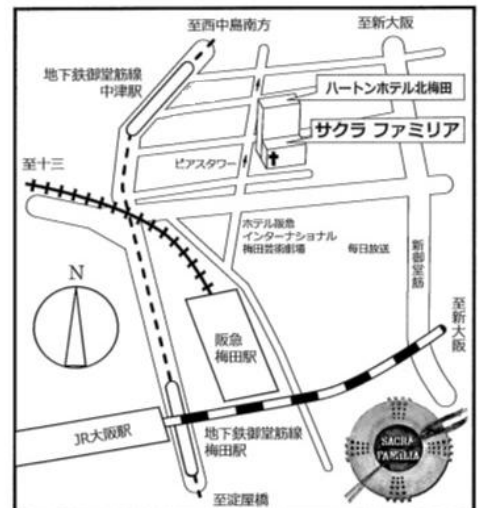 至西中島南方
至新大阪
地下鉄御堂筋線
中津駅
ハートンホテル北梅田
サクラ ファミリア
ピアスタワー
至十三
ホテル阪急
インターナショナル
梅田芸術劇場
毎日放送
新御堂筋
N
阪急
梅田駅
至新大阪
JR大阪駅
地下鉄御堂筋線
梅田駅
SACRA
FAMILIA
至淀屋橋